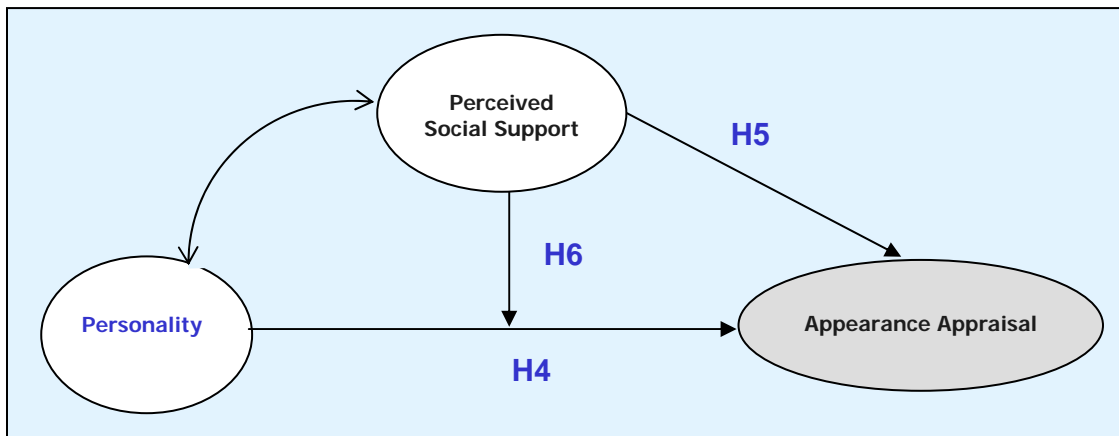 Perceived
Social Support
H5
H6
Personality
Appearance Appraisal
H4